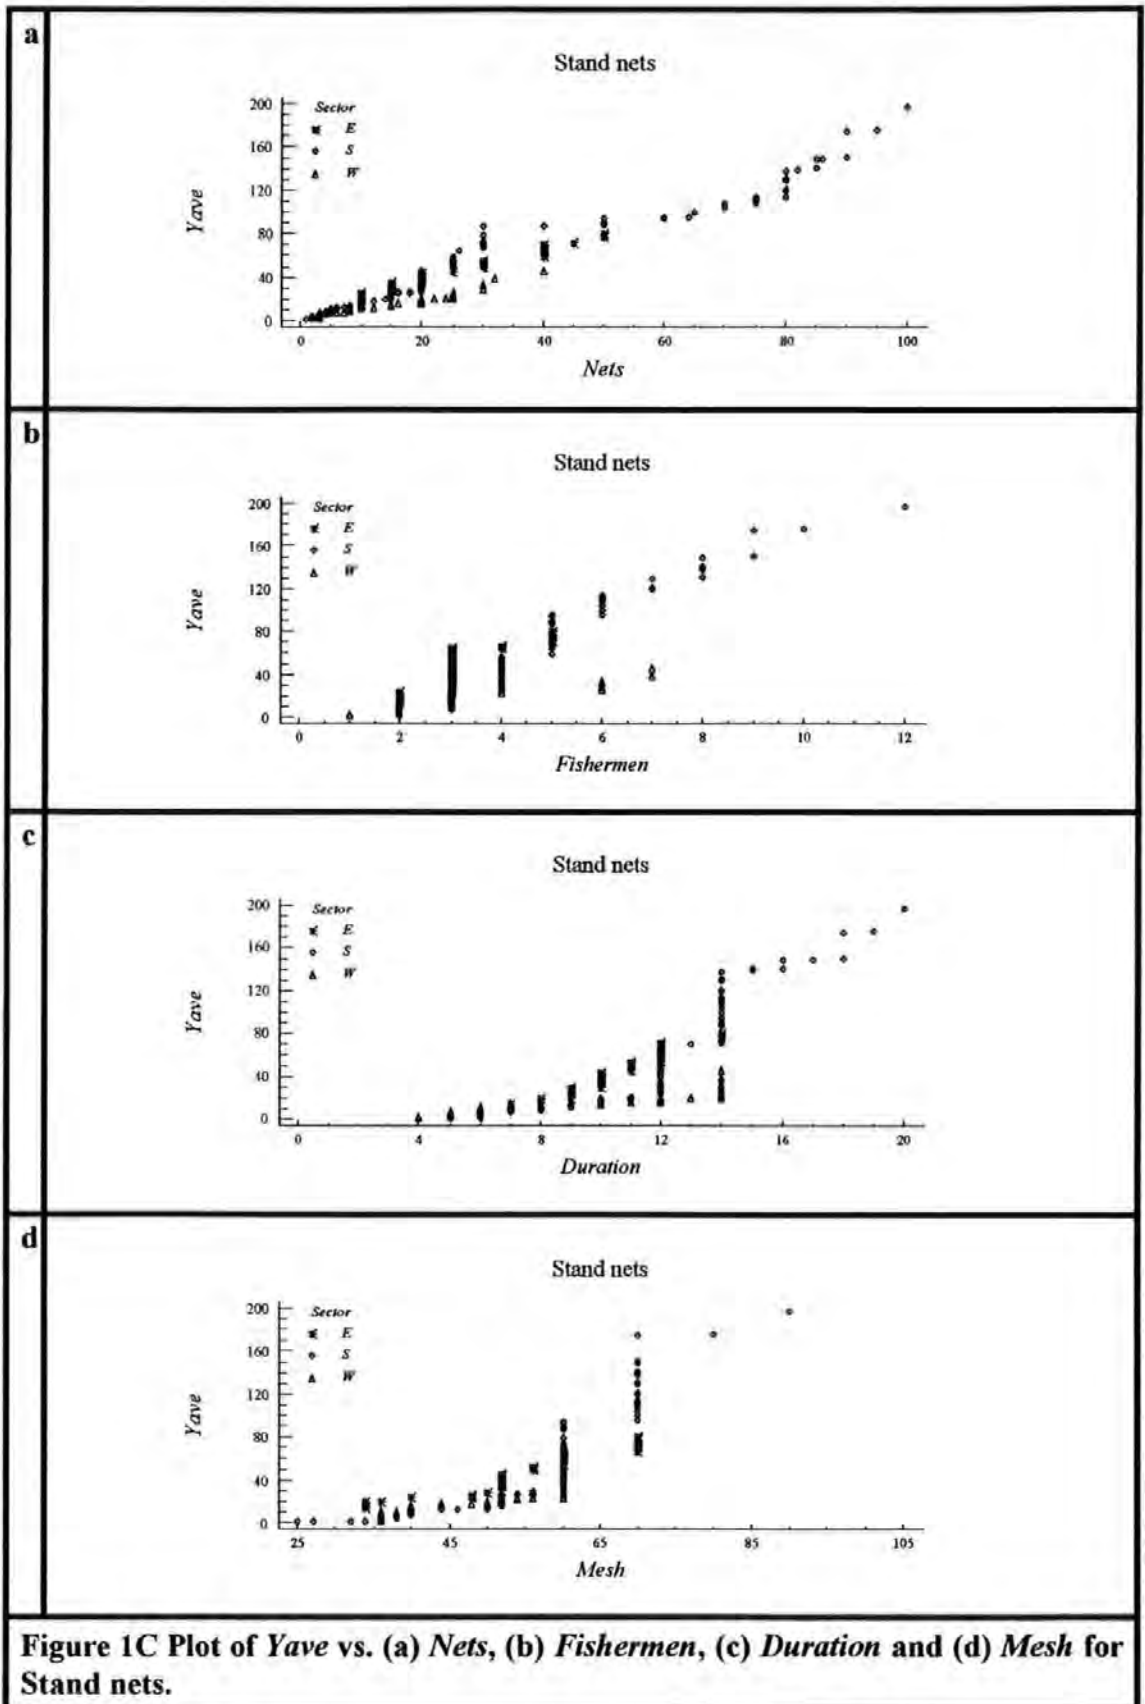 a
Stand nets
Sector
E
S
W
200
160
120
80
40
0
Yave
0 20 40 60 80 100
Nets
b
Stand nets
Sector
E
S
W
200
160
120
80
40
0
Yave
0 2 4 6 8 10 12
Fishermen
c
Stand nets
Sector
E
S
W
200
160
120
80
40
0
Yave
0 4 8 12 16 20
Duration
d
Stand nets
Sector
E
S
W
200
160
120
80
40
0
Yave
25 45 65 85 105
Mesh
Figure 1C Plot of Yave vs. (a) Nets, (b) Fishermen, (c) Duration and (d) Mesh for
Stand nets.